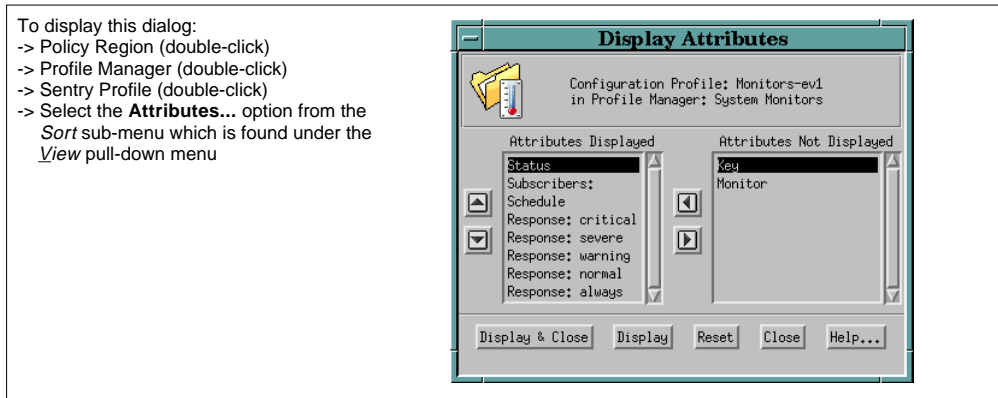 To display this dialog:
-> Policy Region (double-click)
-> Profile Manager (double-click)
-> Sentry Profile (double-click)
-> Select the Attributes... option from the
Sort sub-menu which is found under the
View pull-down menu
Display Attributes
Configuration Profile: Monitors-ev1
in Profile Manager: System Monitors
Attributes Displayed
Status
Subscribers:
Schedule
Response: critical
Response: severe
Response: warning
Response: normal
Response: always
Attributes Not Displayed
Key
Monitor
Display & Close
Display
Reset
Close
Help...